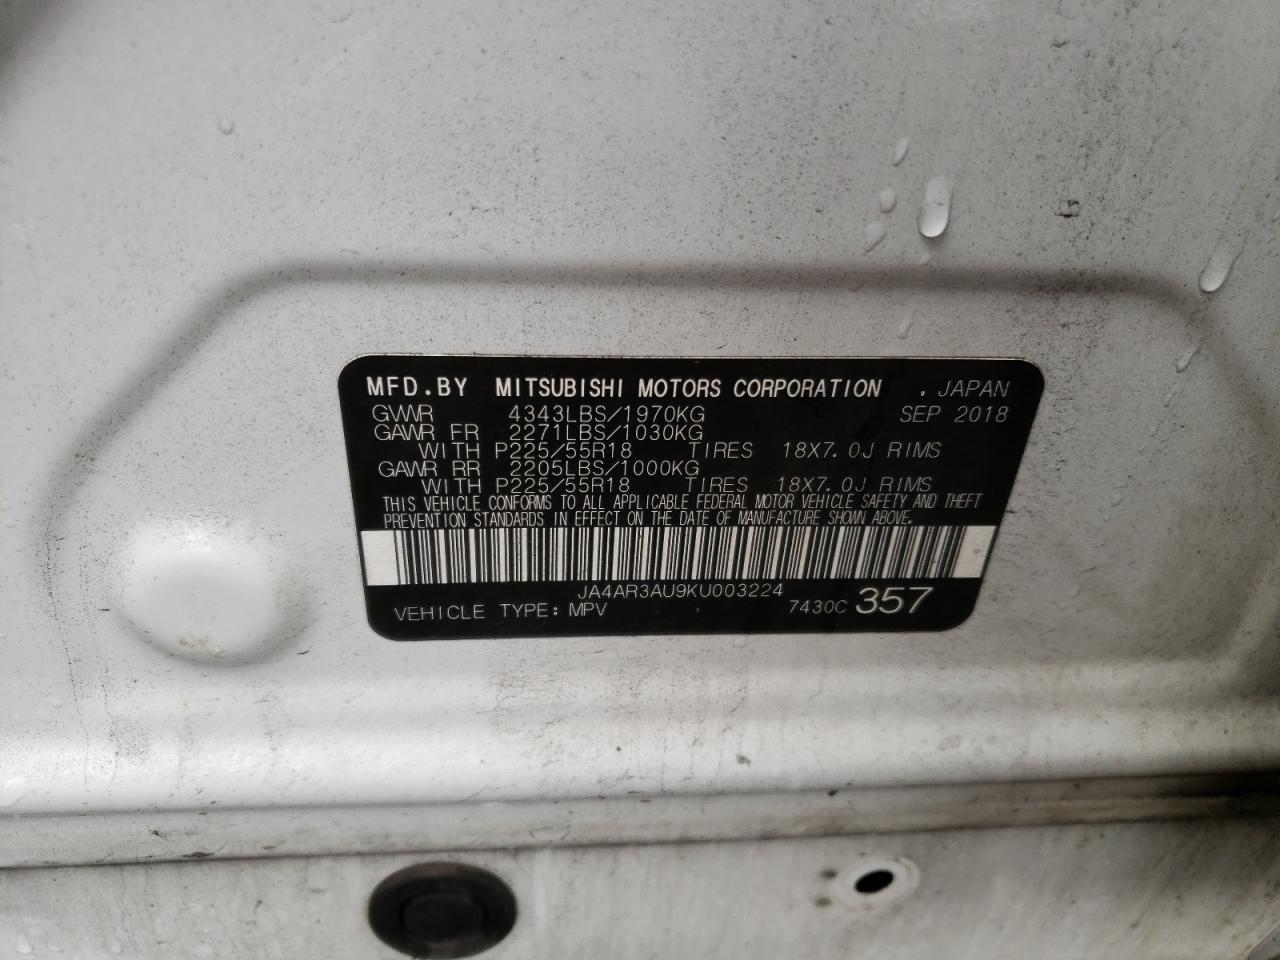 MFD.BY MITSUBISHI MOTORS CORPORATION . JAPAN
GVWR 4343LBS/1970KG SEP 2018
GAWR FR 2271LBS/1030KG
WITH P225/55R18 TIRES 18X7.0J RIMS
GAWR RR 2205LBS/1000KG
WITH P225/55R18 TIRES 18X7.0J RIMS
THIS VEHICLE CONFORMS TO ALL APPLICABLE FEDERAL MOTOR VEHICLE SAFETY AND THEFT
PREVENTION STANDARDS IN EFFECT ON THE DATE OF MANUFACTURE SHOWN ABOVE.
JA4AR3AU9KU003224
VEHICLE TYPE: MPV 7430C 357